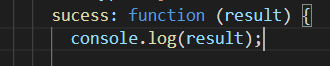 sucess: function (result) {
console.log(result);